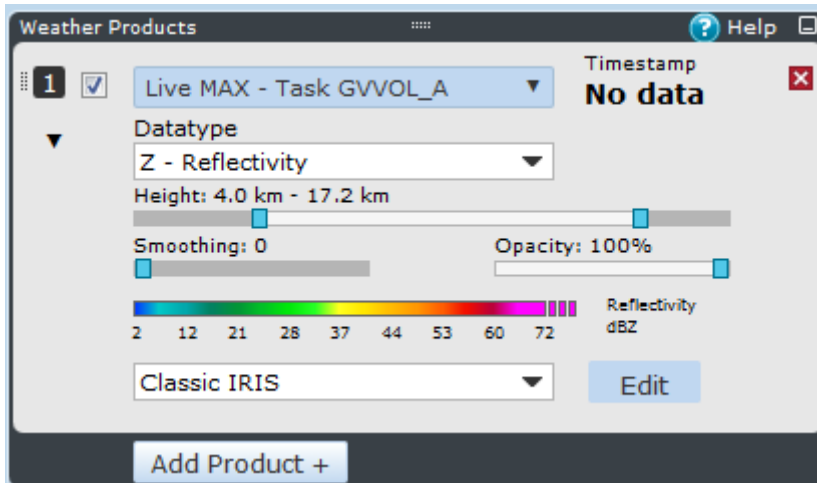 Weather Products
Help
1
Live MAX - Task GVVOL_A
Timestamp
No data
Datatype
Z - Reflectivity
Height: 4.0 km - 17.2 km
Smoothing: 0
Opacity: 100%
2 12 21 28 37 44 53 60 72
Reflectivity
dBZ
Classic IRIS
Edit
Add Product +